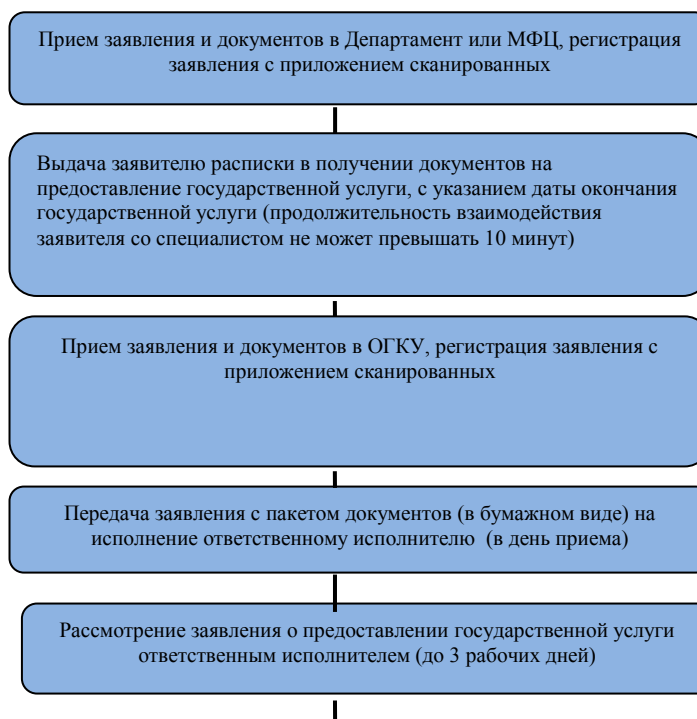 Прием заявления и документов в Департамент или МФЦ, регистрация
заявления с приложением сканированных
Выдача заявителю расписки в получении документов на
предоставление государственной услуги, с указанием даты окончания
государственной услуги (продолжительность взаимодействия
заявителя со специалистом не может превышать 10 минут)
Прием заявления и документов в ОГКУ, регистрация заявления с
приложением сканированных
Передача заявления с пакетом документов (в бумажном виде) на
исполнение ответственному исполнителю (в день приема)
Рассмотрение заявления о предоставлении государственной услуги
ответственным исполнителем (до 3 рабочих дней)